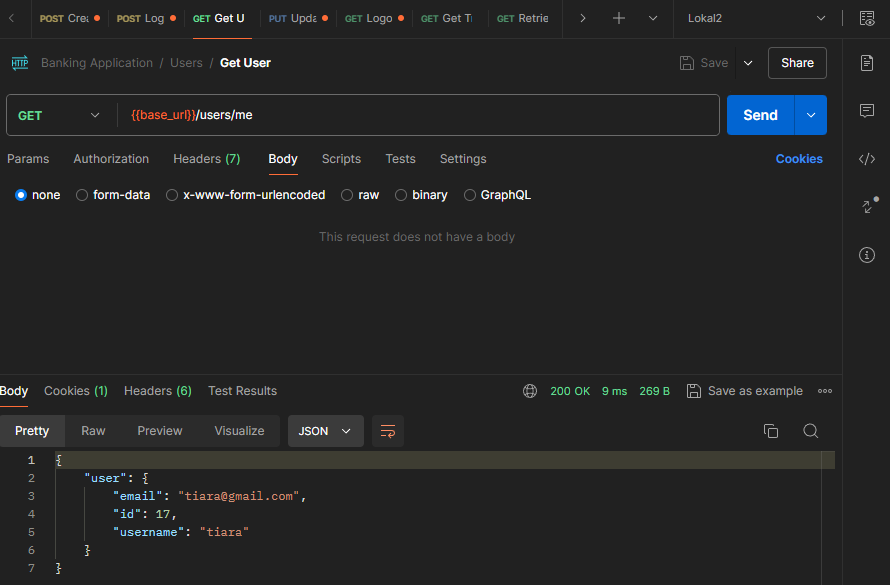 POST Crea POST Log GET Get U PUT Upda GET Logo GET Get Ti GET Retrie Lokal2
HTTP Banking Application / Users / Get User Save Share
GET {{base_url}}/users/me Send
Params Authorization Headers (7) Body Scripts Tests Settings Cookies
none form-data x-www-form-urlencoded raw binary GraphQL
This request does not have a body
Body Cookies (1) Headers (6) Test Results 200 OK 9 ms 269 B Save as example
Pretty Raw Preview Visualize JSON
1 {
2 "user": {
3 "email": "tiara@gmail.com",
4 "id": 17,
5 "username": "tiara"
6 }
7 }